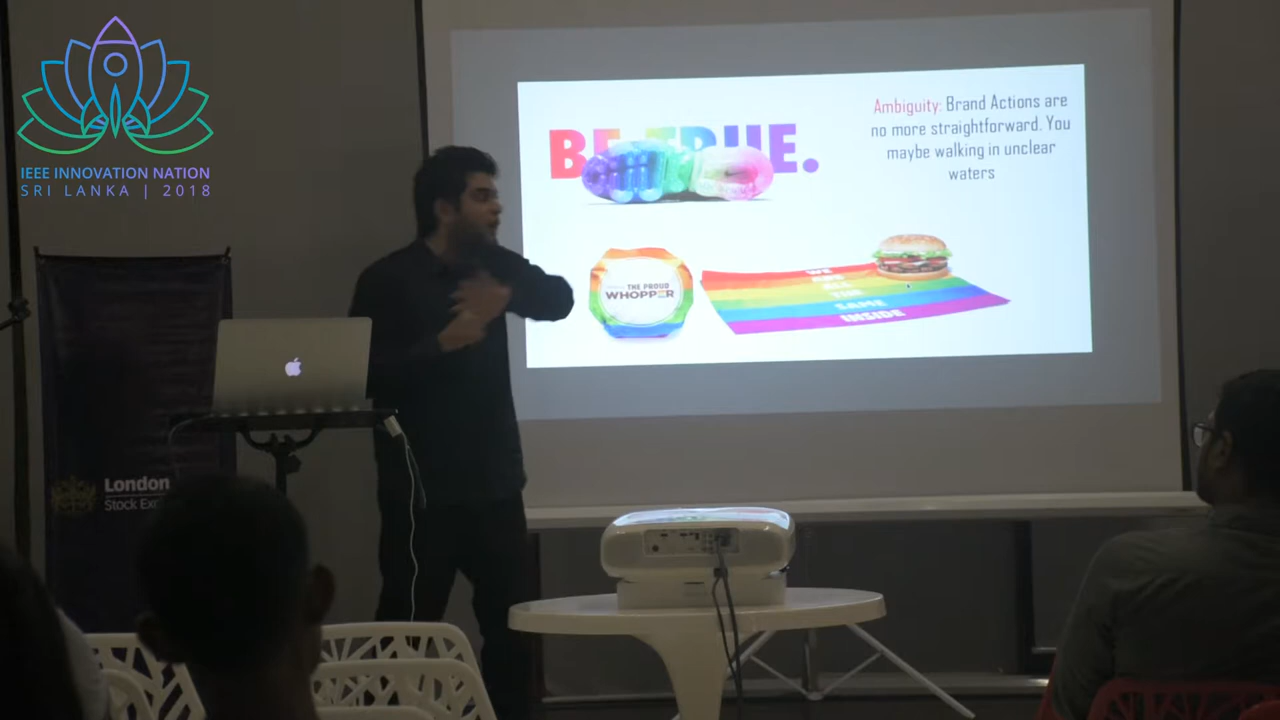 IEEE INNOVATION NATION
SRI LANKA | 2018
BE TRUE.
Ambiguity: Brand Actions are
no more straightforward. You
maybe walking in unclear
waters
THE PROUD
WHOPPER
WE
ARE
ALL
THE
SAME
INSIDE
London
Stock